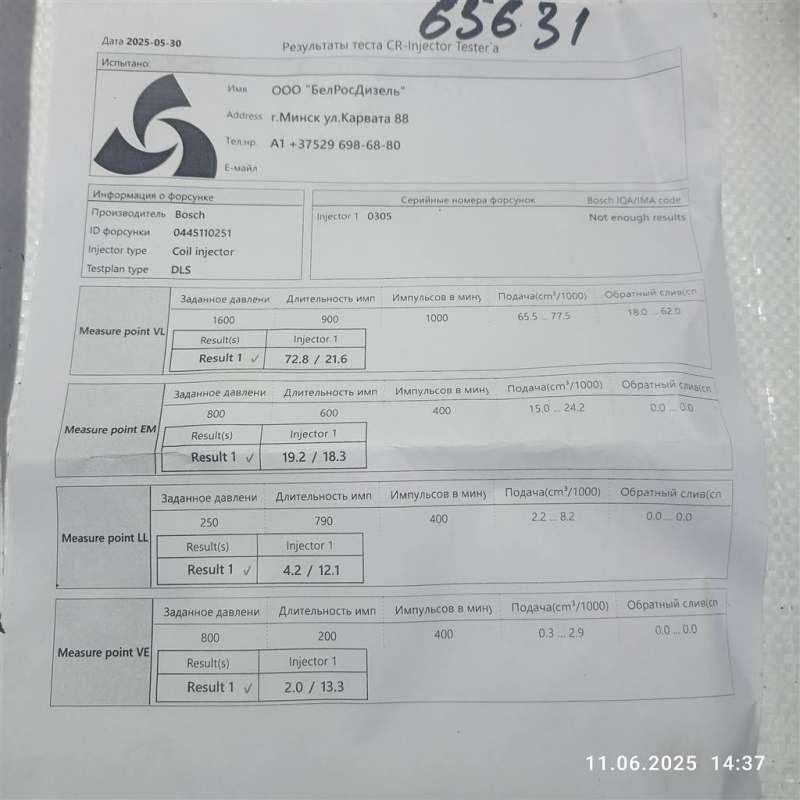 65631
Дата 2025-05-30
Результаты теста CR-Injector Tester`a
Испытано:
Имя ООО "БелРосДизель"
Address г.Минск ул.Карвата 88
Тел.нр. A1 +37529 698-68-80
Е-майл
Информация о форсунке
Производитель Bosch
ID форсунки 0445110251
Injector type Coil injector
Testplan type DLS
Серийные номера форсунок Bosch IQA/IMA code
Injector 1 0305 Not enough results
Measure point VL
Заданное давлени Длительность имп Импульсов в мину Подача(cm³/1000) Обратный слив(сп
1600 900 1000 65.5 ... 77.5 18.0 ... 62.0
Result(s) Injector 1
Result 1 ✓ 72.8 / 21.6
Measure point EM
Заданное давлени Длительность имп Импульсов в мину Подача(cm³/1000) Обратный слив(сп
800 600 400 15.0 ... 24.2 0.0 ... 0.0
Result(s) Injector 1
Result 1 ✓ 19.2 / 18.3
Measure point LL
Заданное давлени Длительность имп Импульсов в мину Подача(cm³/1000) Обратный слив(сп
250 790 400 2.2 ... 8.2 0.0 ... 0.0
Result(s) Injector 1
Result 1 ✓ 4.2 / 12.1
Measure point VE
Заданное давлени Длительность имп Импульсов в мину Подача(cm³/1000) Обратный слив(сп
800 200 400 0.3 ... 2.9 0.0 ... 0.0
Result(s) Injector 1
Result 1 ✓ 2.0 / 13.3
11.06.2025 14:37